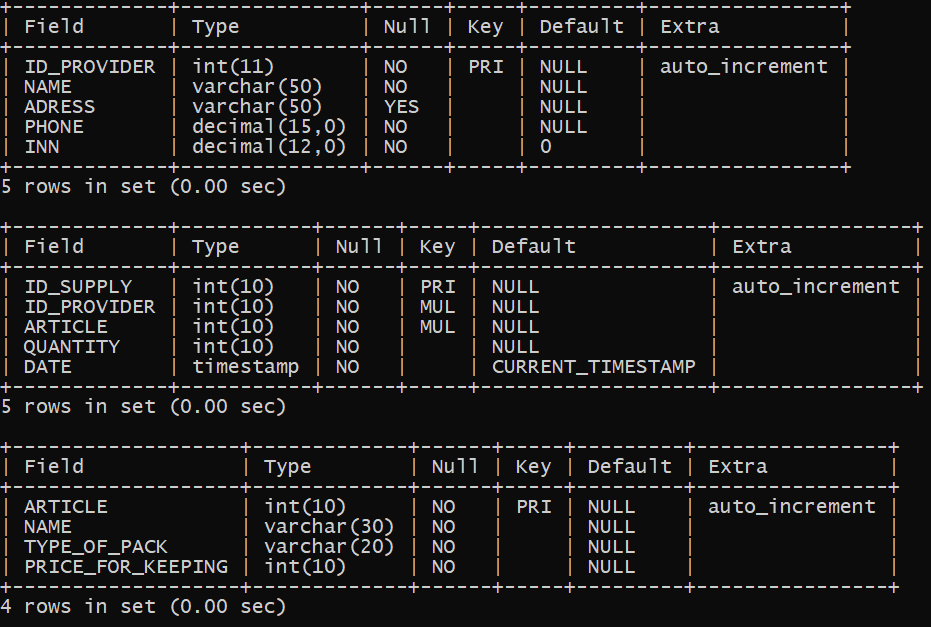 +-------------+---------------+------+-----+---------+----------------+
| Field       | Type          | Null | Key | Default | Extra          |
+-------------+---------------+------+-----+---------+----------------+
| ID_PROVIDER | int(11)       | NO   | PRI | NULL    | auto_increment |
| NAME        | varchar(50)   | NO   |     | NULL    |                |
| ADRESS      | varchar(50)   | YES  |     | NULL    |                |
| PHONE       | decimal(15,0) | NO   |     | NULL    |                |
| INN         | decimal(12,0) | NO   |     | 0       |                |
+-------------+---------------+------+-----+---------+----------------+
5 rows in set (0.00 sec)

+-------------+-----------+------+-----+-------------------+----------------+
| Field       | Type      | Null | Key | Default           | Extra          |
+-------------+-----------+------+-----+-------------------+----------------+
| ID_SUPPLY   | int(10)   | NO   | PRI | NULL              | auto_increment |
| ID_PROVIDER | int(10)   | NO   | MUL | NULL              |                |
| ARTICLE     | int(10)   | NO   | MUL | NULL              |                |
| QUANTITY    | int(10)   | NO   |     | NULL              |                |
| DATE        | timestamp | NO   |     | CURRENT_TIMESTAMP |                |
+-------------+-----------+------+-----+-------------------+----------------+
5 rows in set (0.00 sec)

+-------------------+-------------+------+-----+---------+----------------+
| Field             | Type        | Null | Key | Default | Extra          |
+-------------------+-------------+------+-----+---------+----------------+
| ARTICLE           | int(10)     | NO   | PRI | NULL    | auto_increment |
| NAME              | varchar(30) | NO   |     | NULL    |                |
| TYPE_OF_PACK      | varchar(20) | NO   |     | NULL    |                |
| PRICE_FOR_KEEPING | int(10)     | NO   |     | NULL    |                |
+-------------------+-------------+------+-----+---------+----------------+
4 rows in set (0.00 sec)